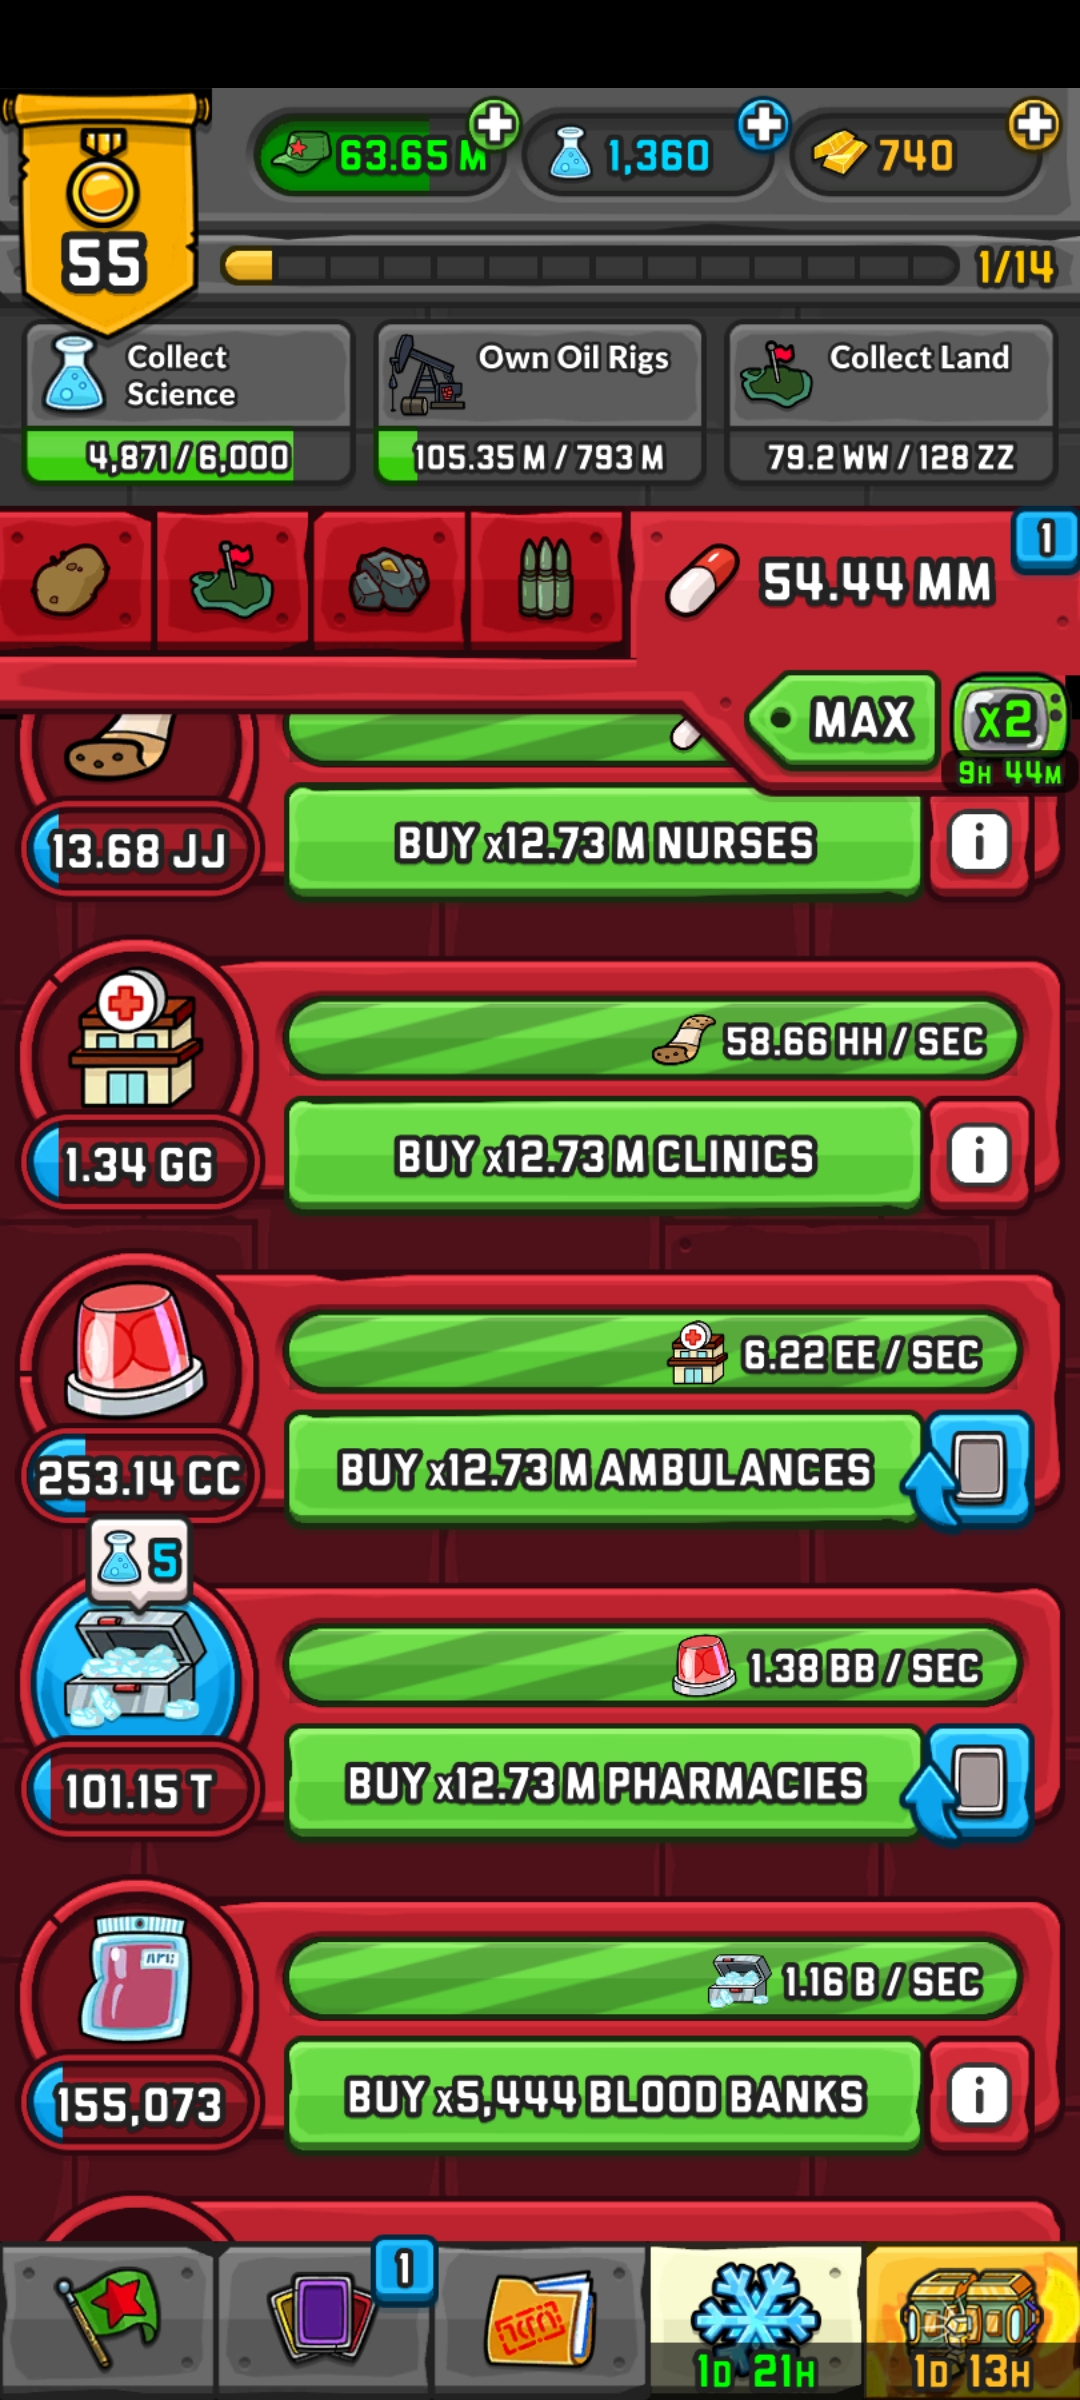 63.65 M
1,360
740
55
1/14
Collect
Science
Own Oil Rigs
Collect Land
4,871 / 6,000
105.35 M / 793 M
79.2 WW / 128 ZZ
1
54.44 MM
MAX
x2
9H 44M
13.68 JJ
BUY x12.73 M NURSES
i
58.66 HH / SEC
1.34 GG
BUY x12.73 M CLINICS
i
6.22 EE / SEC
253.14 CC
BUY x12.73 M AMBULANCES
5
1.38 BB / SEC
101.15 T
BUY x12.73 M PHARMACIES
1.16 B / SEC
155,073
BUY x5,444 BLOOD BANKS
i
1
1D 21H
1D 13H